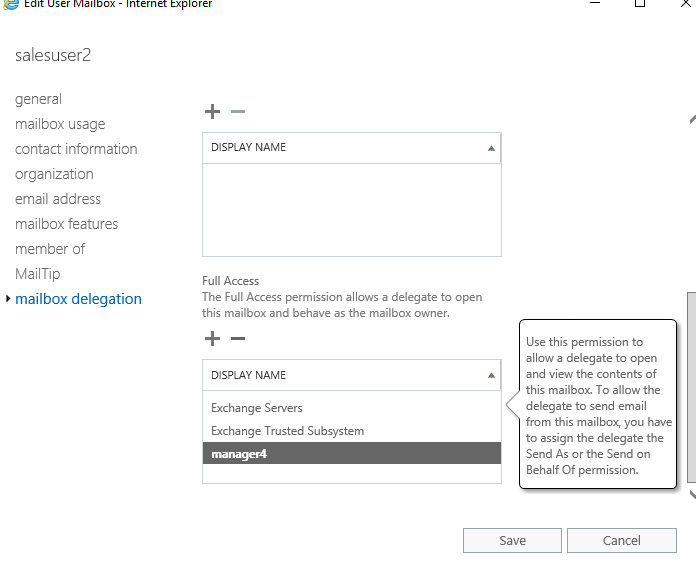 Edit User Mailbox - Internet Explorer
salesuser2
general
mailbox usage
contact information
organization
email address
mailbox features
member of
MailTip
mailbox delegation
DISPLAY NAME
Full Access
The Full Access permission allows a delegate to open
this mailbox and behave as the mailbox owner.
DISPLAY NAME
Exchange Servers
Exchange Trusted Subsystem
manager4
Use this permission to
allow a delegate to open
and view the contents of
this mailbox. To allow the
delegate to send email
from this mailbox, you have
to assign the delegate the
Send As or the Send on
Behalf Of permission.
Save
Cancel